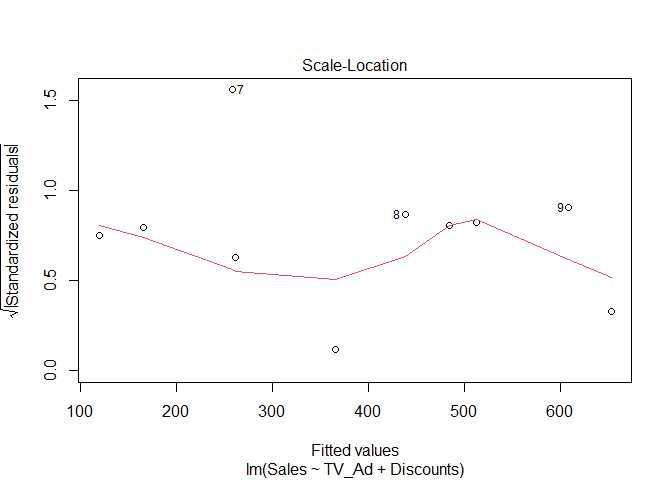 Scale-Location
√|Standardized residuals|
1.5
1.0
0.5
0.0
7
8
9
100 200 300 400 500 600
Fitted values
lm(Sales ~ TV_Ad + Discounts)